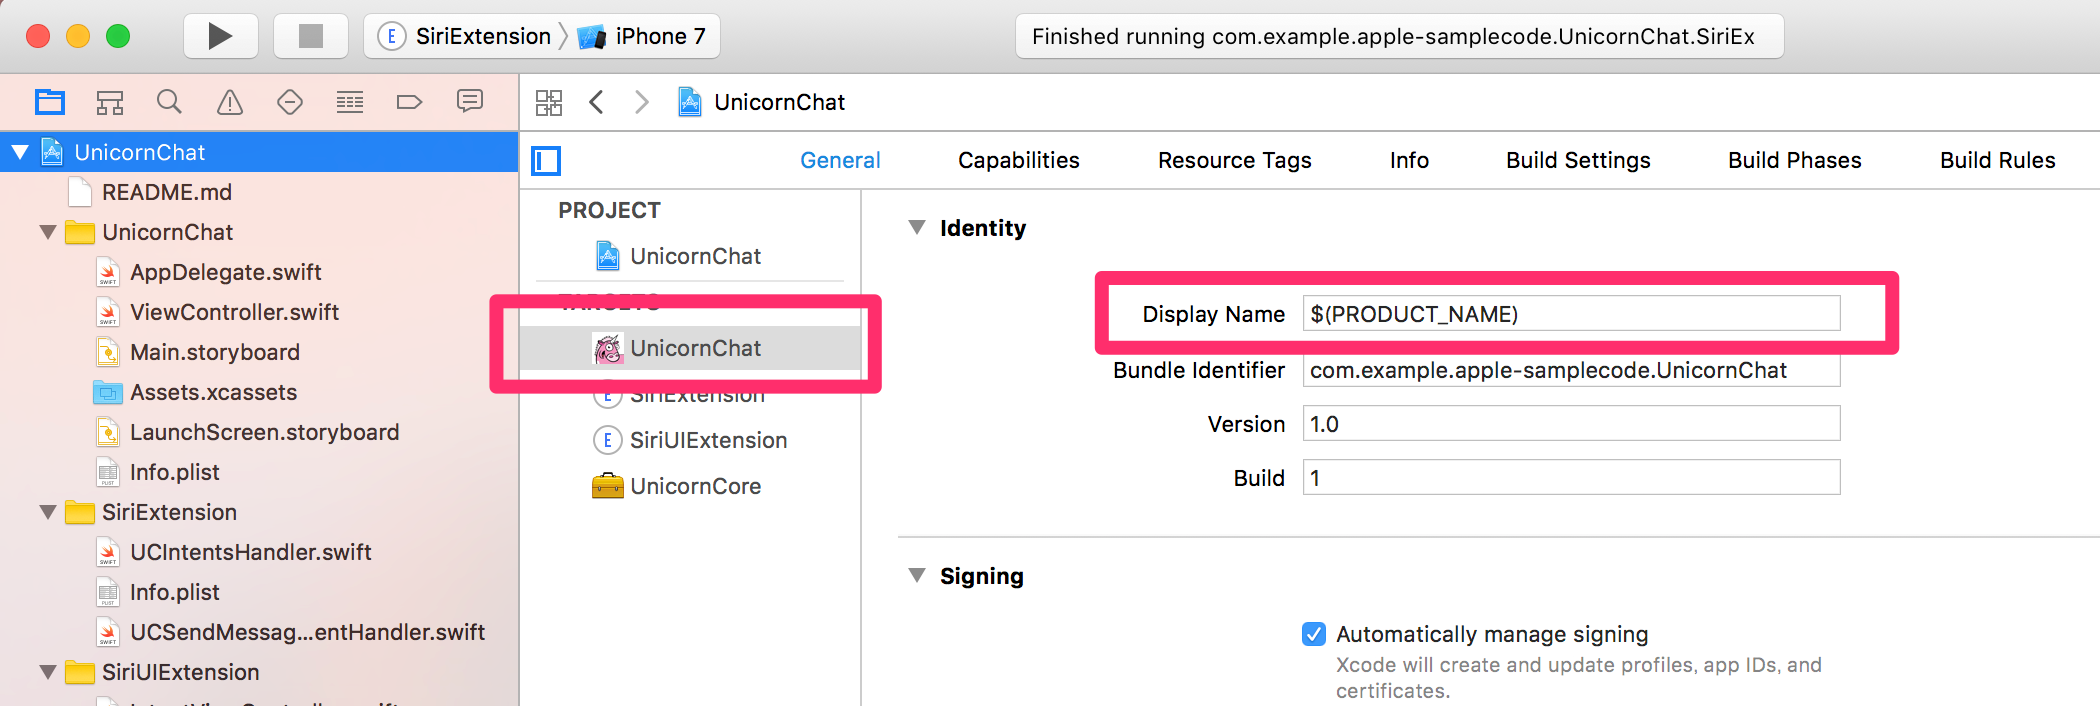 SiriExtension iPhone 7
Finished running com.example.apple-samplecode.UnicornChat.SiriEx
UnicornChat
General Capabilities Resource Tags Info Build Settings Build Phases Build Rules
UnicornChat
README.md
UnicornChat
AppDelegate.swift
ViewController.swift
Main.storyboard
Assets.xcassets
LaunchScreen.storyboard
Info.plist
SiriExtension
UCIntentsHandler.swift
Info.plist
UCSendMessag...entHandler.swift
SiriUIExtension
PROJECT
UnicornChat
TARGETS
UnicornChat
SiriExtension
SiriUIExtension
UnicornCore
Identity
Display Name $(PRODUCT_NAME)
Bundle Identifier com.example.apple-samplecode.UnicornChat
Version 1.0
Build 1
Signing
Automatically manage signing
Xcode will create and update profiles, app IDs, and
certificates.